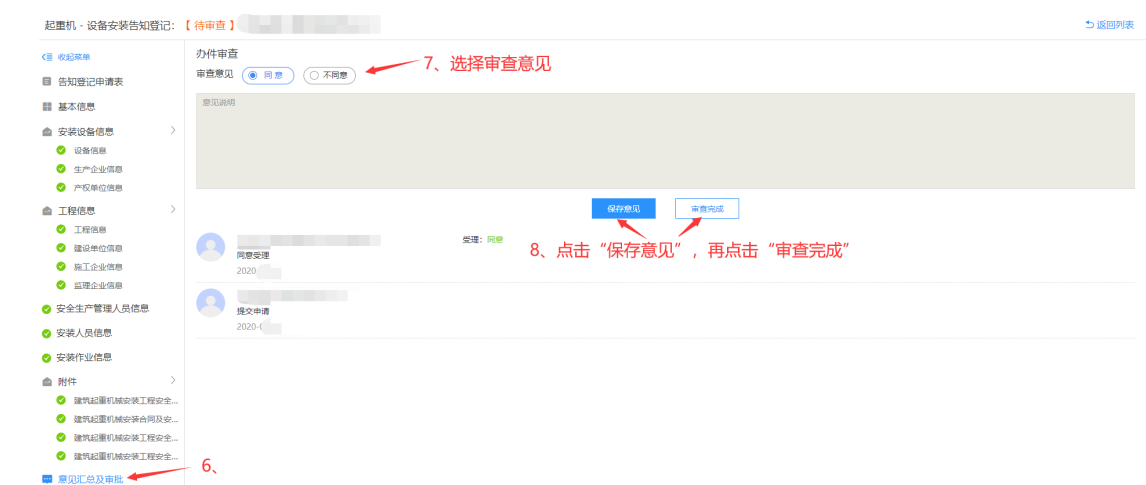 起重机 - 设备安装告知登记：【 待审查 】
返回列表
收起菜单
告知登记申请表
基本信息
安装设备信息
设备信息
生产企业信息
产权单位信息
工程信息
工程信息
建设单位信息
施工企业信息
监理企业信息
安全生产管理人员信息
安装人员信息
安装作业信息
附件
建筑起重机械安装工程安全...
建筑起重机械安装合同及安...
建筑起重机械安装工程安全...
建筑起重机械安装工程安全...
意见汇总及审批
6、
办件审查
审查意见 同意 不同意
7、选择审查意见
意见说明
保存意见 审查完成
8、点击“保存意见”，再点击“审查完成”
受理：同意
同意受理
2020
提交申请
2020-